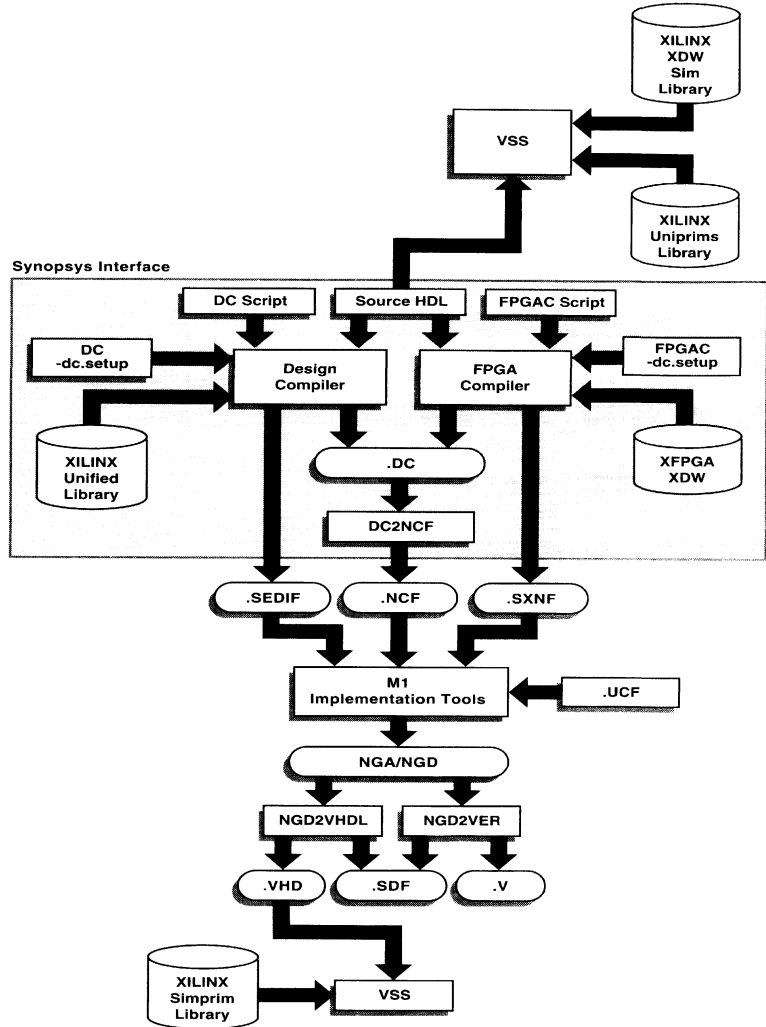 XILINX
XDW
Sim
Library
VSS
XILINX
Uniprims
Library
Synopsys Interface
DC Script
Source HDL
FPGAC Script
DC
-dc.setup
Design
Compiler
FPGA
Compiler
FPGAC
-dc.setup
XILINX
Unified
Library
.DC
XFPGA
XDW
DC2NCF
.SEDIF
.NCF
.SXNF
M1
Implementation Tools
.UCF
NGA/NGD
NGD2VHDL
NGD2VER
.VHD
.SDF
.V
XILINX
Simprim
Library
VSS